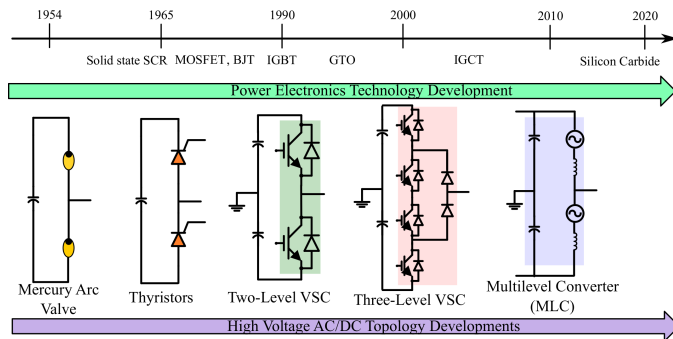 1954 1965 1990 2000 2010 2020
Solid state SCR MOSFET, BJT IGBT GTO IGCT Silicon Carbide
Power Electronics Technology Development
Mercury Arc
Valve
Thyristors
Two-Level VSC
Three-Level VSC
Multilevel Converter
(MLC)
High Voltage AC/DC Topology Developments